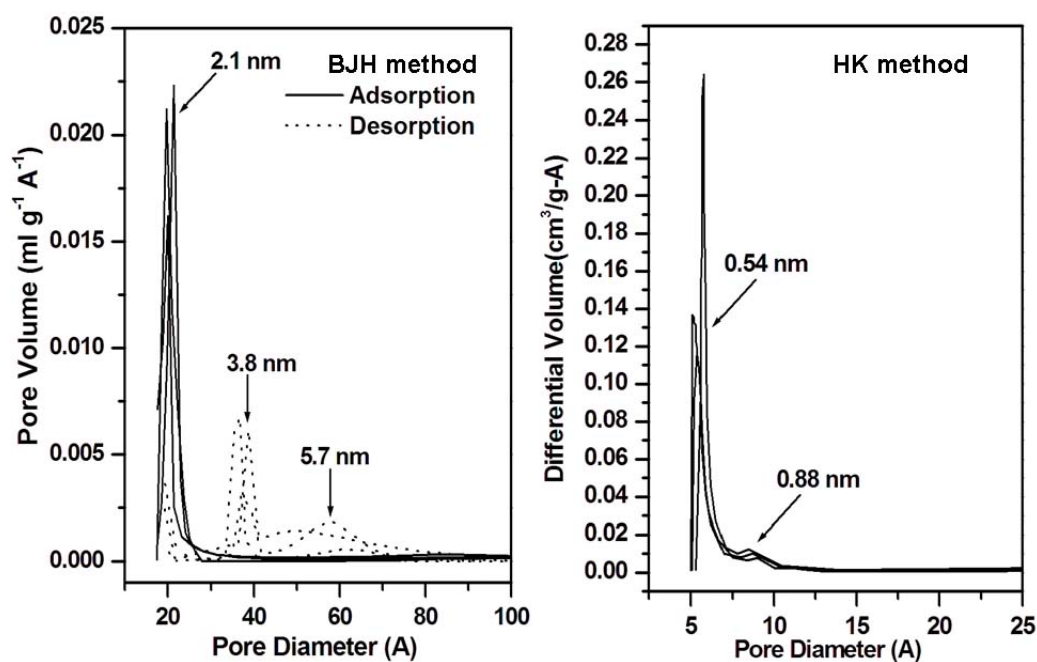 BJH method
Adsorption
Desorption
2.1 nm
3.8 nm
5.7 nm
0.025
0.020
0.015
0.010
0.005
0.000
Pore Volume (ml g⁻¹ A⁻¹)
20 40 60 80 100
Pore Diameter (A)
HK method
0.54 nm
0.88 nm
0.28
0.26
0.24
0.22
0.20
0.18
0.16
0.14
0.12
0.10
0.08
0.06
0.04
0.02
0.00
Differential Volume(cm³/g-A)
5 10 15 20 25
Pore Diameter (A)